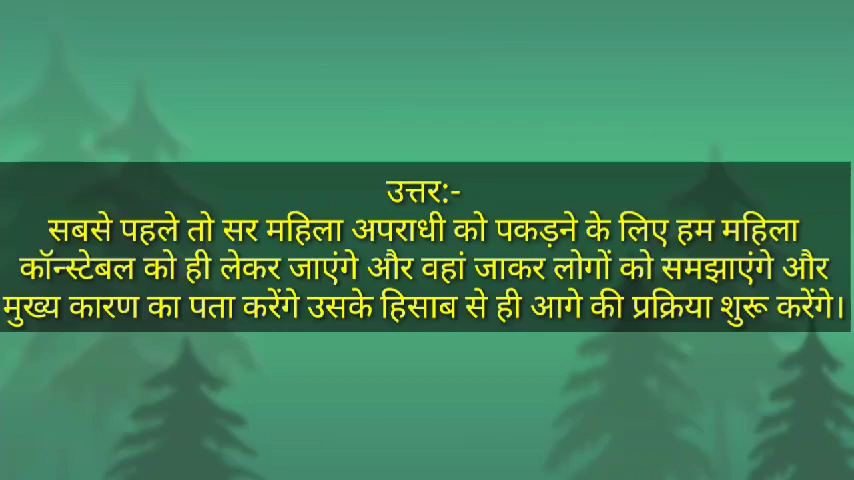 उत्तर:-
सबसे पहले तो सर महिला अपराधी को पकड़ने के लिए हम महिला
कॉन्स्टेबल को ही लेकर जाएंगे और वहां जाकर लोगों को समझाएंगे और
मुख्य कारण का पता करेंगे उसके हिसाब से ही आगे की प्रक्रिया शुरू करेंगे।